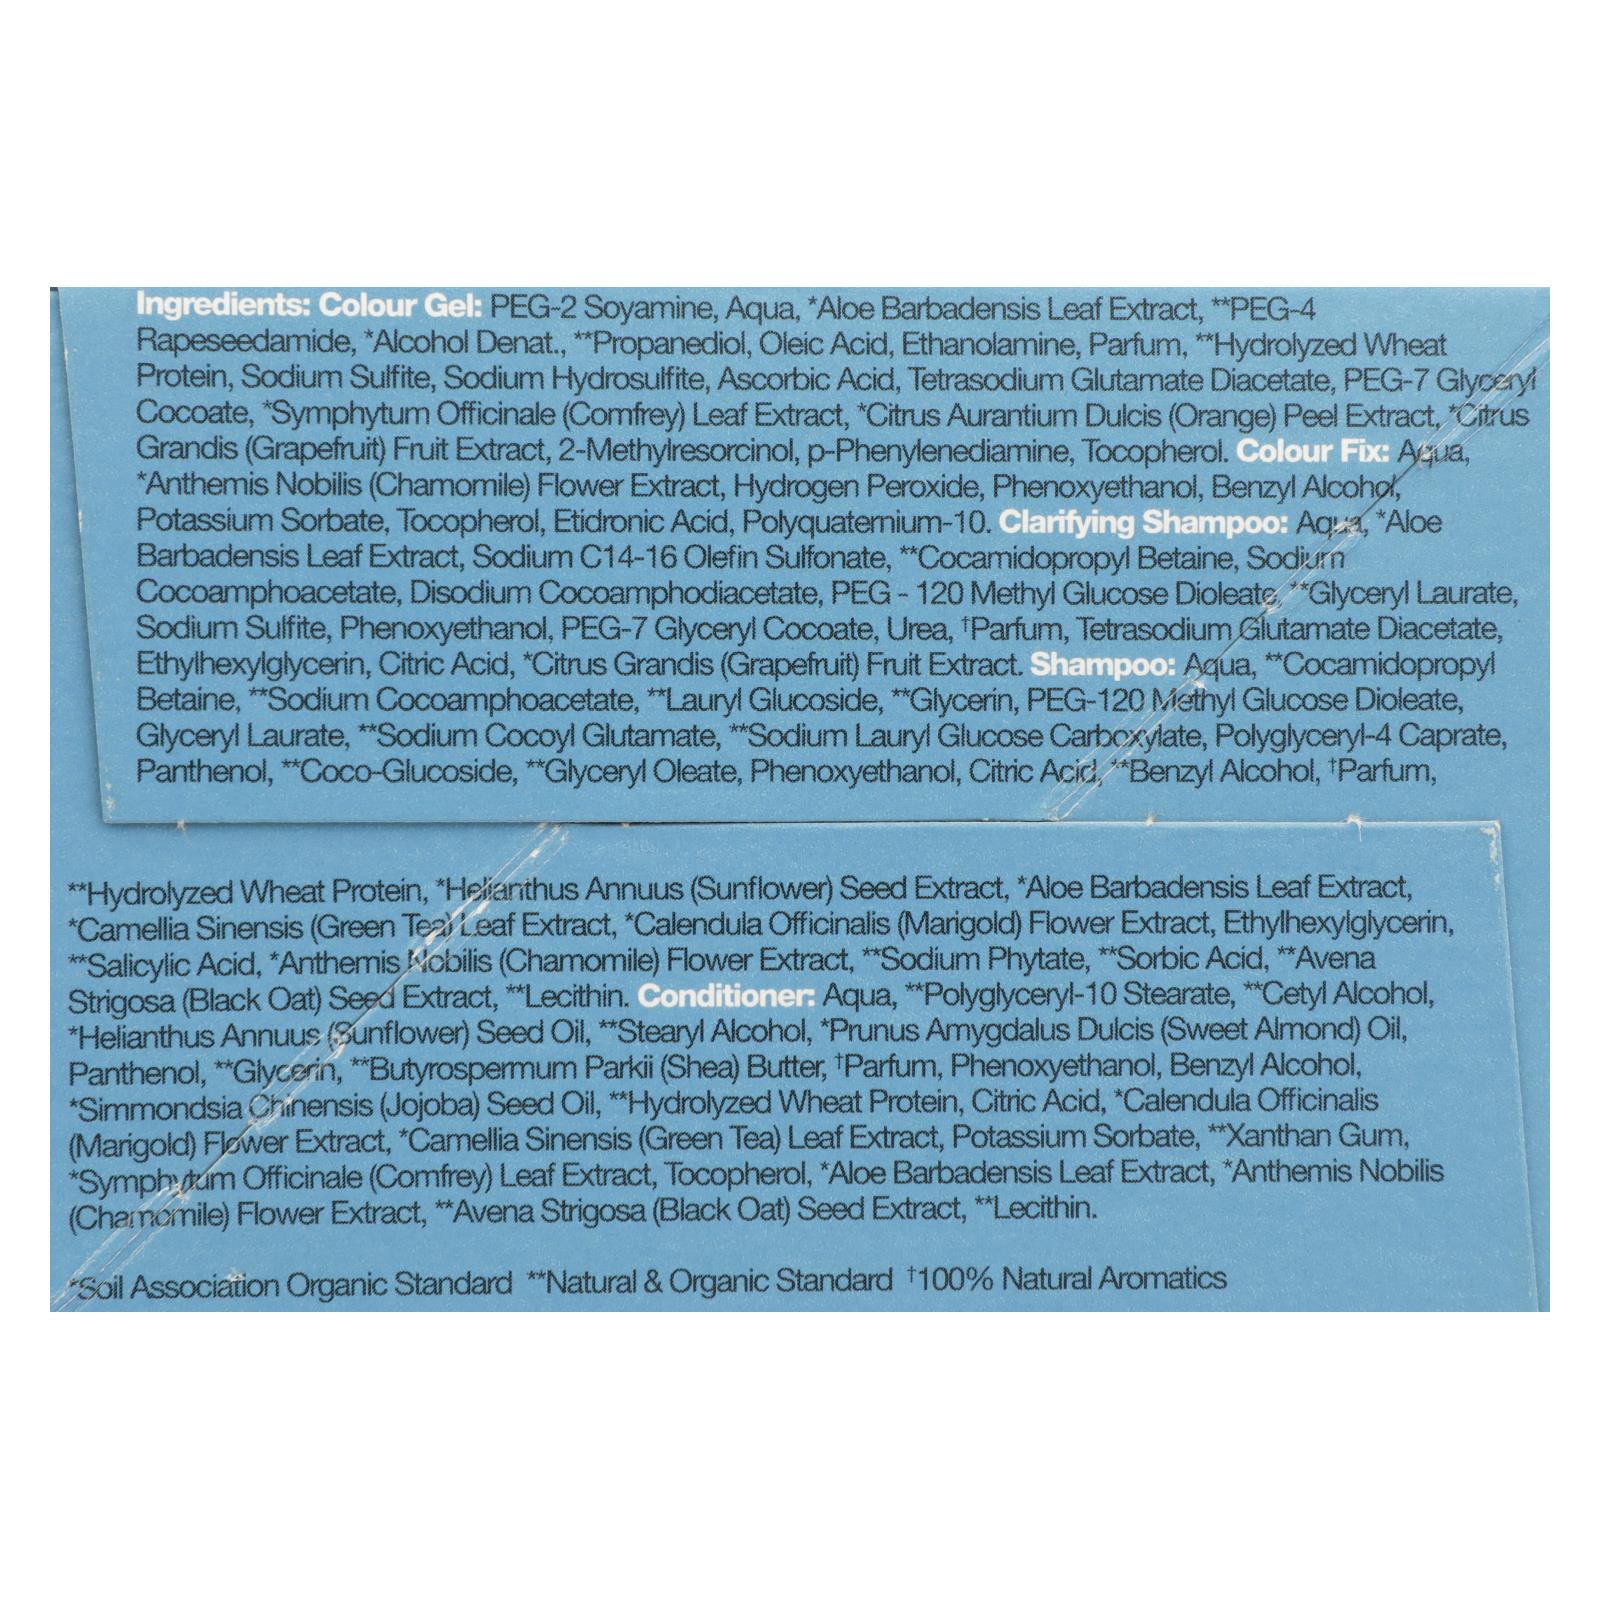 Ingredients: Colour Gel: PEG-2 Soyamine, Aqua, *Aloe Barbadensis Leaf Extract, **PEG-4
Rapeseedamide, *Alcohol Denat., **Propanediol, Oleic Acid, Ethanolamine, Parfum, **Hydrolyzed Wheat
Protein, Sodium Sulfite, Sodium Hydrosulfite, Ascorbic Acid, Tetrasodium Glutamate Diacetate, PEG-7 Glyceryl
Cocoate, *Symphytum Officinale (Comfrey) Leaf Extract, *Citrus Aurantium Dulcis (Orange) Peel Extract, *Citrus
Grandis (Grapefruit) Fruit Extract, 2-Methylresorcinol, p-Phenylenediamine, Tocopherol. Colour Fix: Aqua,
*Anthemis Nobilis (Chamomile) Flower Extract, Hydrogen Peroxide, Phenoxyethanol, Benzyl Alcohol,
Potassium Sorbate, Tocopherol, Etidronic Acid, Polyquaternium-10. Clarifying Shampoo: Aqua, *Aloe
Barbadensis Leaf Extract, Sodium C14-16 Olefin Sulfonate, **Cocamidopropyl Betaine, Sodium
Cocoamphoacetate, Disodium Cocoamphodiacetate, PEG - 120 Methyl Glucose Dioleate, **Glyceryl Laurate,
Sodium Sulfite, Phenoxyethanol, PEG-7 Glyceryl Cocoate, Urea, †Parfum, Tetrasodium Glutamate Diacetate,
Ethylhexylglycerin, Citric Acid, *Citrus Grandis (Grapefruit) Fruit Extract. Shampoo: Aqua, **Cocamidopropyl
Betaine, **Sodium Cocoamphoacetate, **Lauryl Glucoside, **Glycerin, PEG-120 Methyl Glucose Dioleate,
Glyceryl Laurate, **Sodium Cocoyl Glutamate, **Sodium Lauryl Glucose Carboxylate, Polyglyceryl-4 Caprate,
Panthenol, **Coco-Glucoside, **Glyceryl Oleate, Phenoxyethanol, Citric Acid, **Benzyl Alcohol, †Parfum,
**Hydrolyzed Wheat Protein, *Helianthus Annuus (Sunflower) Seed Extract, *Aloe Barbadensis Leaf Extract,
*Camellia Sinensis (Green Tea) Leaf Extract, *Calendula Officinalis (Marigold) Flower Extract, Ethylhexylglycerin,
**Salicylic Acid, *Anthemis Nobilis (Chamomile) Flower Extract, **Sodium Phytate, **Sorbic Acid, **Avena
Strigosa (Black Oat) Seed Extract, **Lecithin. Conditioner: Aqua, **Polyglyceryl-10 Stearate, **Cetyl Alcohol,
*Helianthus Annuus (Sunflower) Seed Oil, **Stearyl Alcohol, *Prunus Amygdalus Dulcis (Sweet Almond) Oil,
Panthenol, **Glycerin, **Butyrospermum Parkii (Shea) Butter, †Parfum, Phenoxyethanol, Benzyl Alcohol,
*Simmondsia Chinensis (Jojoba) Seed Oil, **Hydrolyzed Wheat Protein, Citric Acid, *Calendula Officinalis
(Marigold) Flower Extract, *Camellia Sinensis (Green Tea) Leaf Extract, Potassium Sorbate, **Xanthan Gum,
*Symphytum Officinale (Comfrey) Leaf Extract, Tocopherol, *Aloe Barbadensis Leaf Extract, *Anthemis Nobilis
(Chamomile) Flower Extract, **Avena Strigosa (Black Oat) Seed Extract, **Lecithin.
*Soil Association Organic Standard **Natural & Organic Standard †100% Natural Aromatics